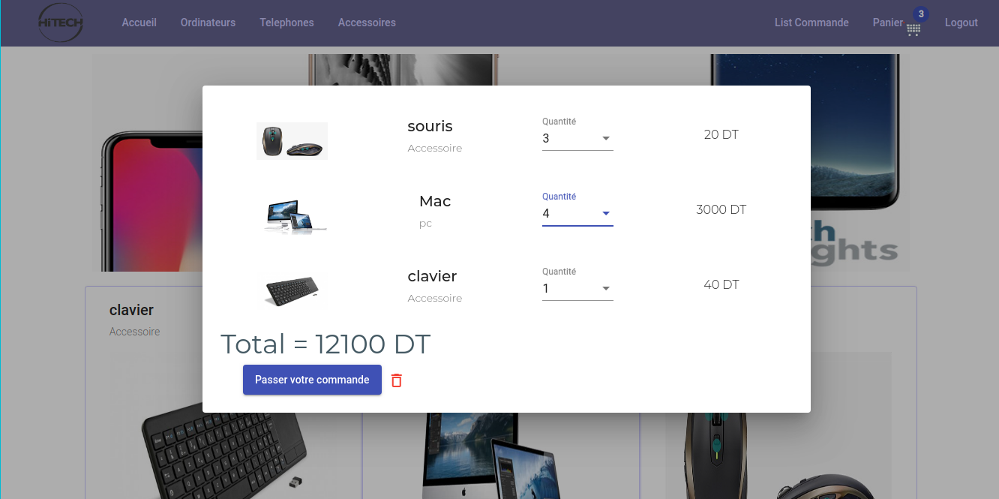 HiTECH Accueil Ordinateurs Telephones Accessoires List Commande Panier 3 Logout
souris
Accessoire
Quantité
3
20 DT
Mac
pc
Quantité
4
3000 DT
clavier
Accessoire
Quantité
1
40 DT
Total = 12100 DT
Passer votre commande
h
ghts
clavier
Accessoire